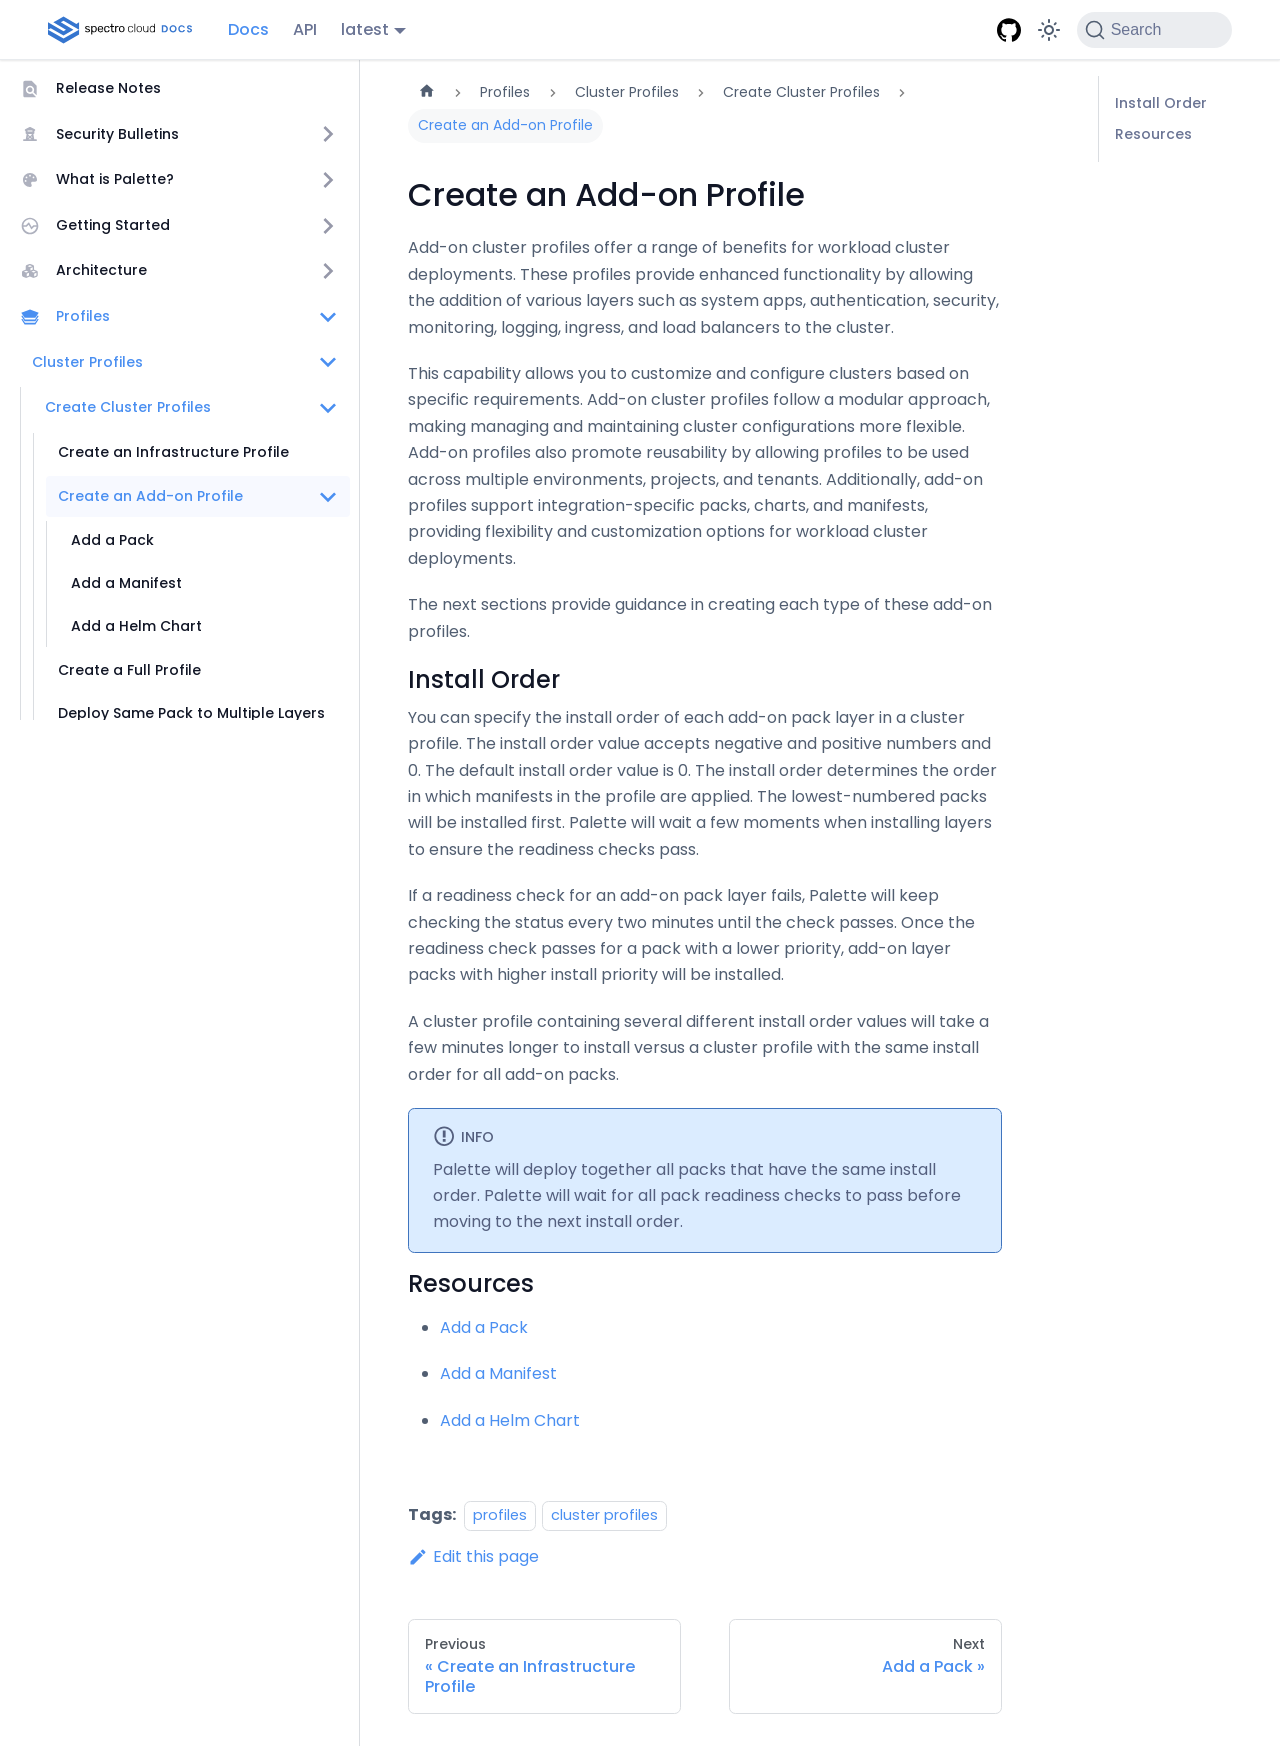 spectro cloud DOCS
Docs
API
latest
Search
Release Notes
Security Bulletins
What is Palette?
Getting Started
Architecture
Profiles
Cluster Profiles
Create Cluster Profiles
Create an Infrastructure Profile
Create an Add-on Profile
Add a Pack
Add a Manifest
Add a Helm Chart
Create a Full Profile
Deploy Same Pack to Multiple Layers
Profiles
Cluster Profiles
Create Cluster Profiles
Create an Add-on Profile
Create an Add-on Profile
Add-on cluster profiles offer a range of benefits for workload cluster
deployments. These profiles provide enhanced functionality by allowing
the addition of various layers such as system apps, authentication, security,
monitoring, logging, ingress, and load balancers to the cluster.
This capability allows you to customize and configure clusters based on
specific requirements. Add-on cluster profiles follow a modular approach,
making managing and maintaining cluster configurations more flexible.
Add-on profiles also promote reusability by allowing profiles to be used
across multiple environments, projects, and tenants. Additionally, add-on
profiles support integration-specific packs, charts, and manifests,
providing flexibility and customization options for workload cluster
deployments.
The next sections provide guidance in creating each type of these add-on
profiles.
Install Order
You can specify the install order of each add-on pack layer in a cluster
profile. The install order value accepts negative and positive numbers and
0. The default install order value is 0. The install order determines the order
in which manifests in the profile are applied. The lowest-numbered packs
will be installed first. Palette will wait a few moments when installing layers
to ensure the readiness checks pass.
If a readiness check for an add-on pack layer fails, Palette will keep
checking the status every two minutes until the check passes. Once the
readiness check passes for a pack with a lower priority, add-on layer
packs with higher install priority will be installed.
A cluster profile containing several different install order values will take a
few minutes longer to install versus a cluster profile with the same install
order for all add-on packs.
INFO
Palette will deploy together all packs that have the same install
order. Palette will wait for all pack readiness checks to pass before
moving to the next install order.
Resources
Add a Pack
Add a Manifest
Add a Helm Chart
Tags: profiles cluster profiles
Edit this page
Previous
« Create an Infrastructure
Profile
Next
Add a Pack »
Install Order
Resources